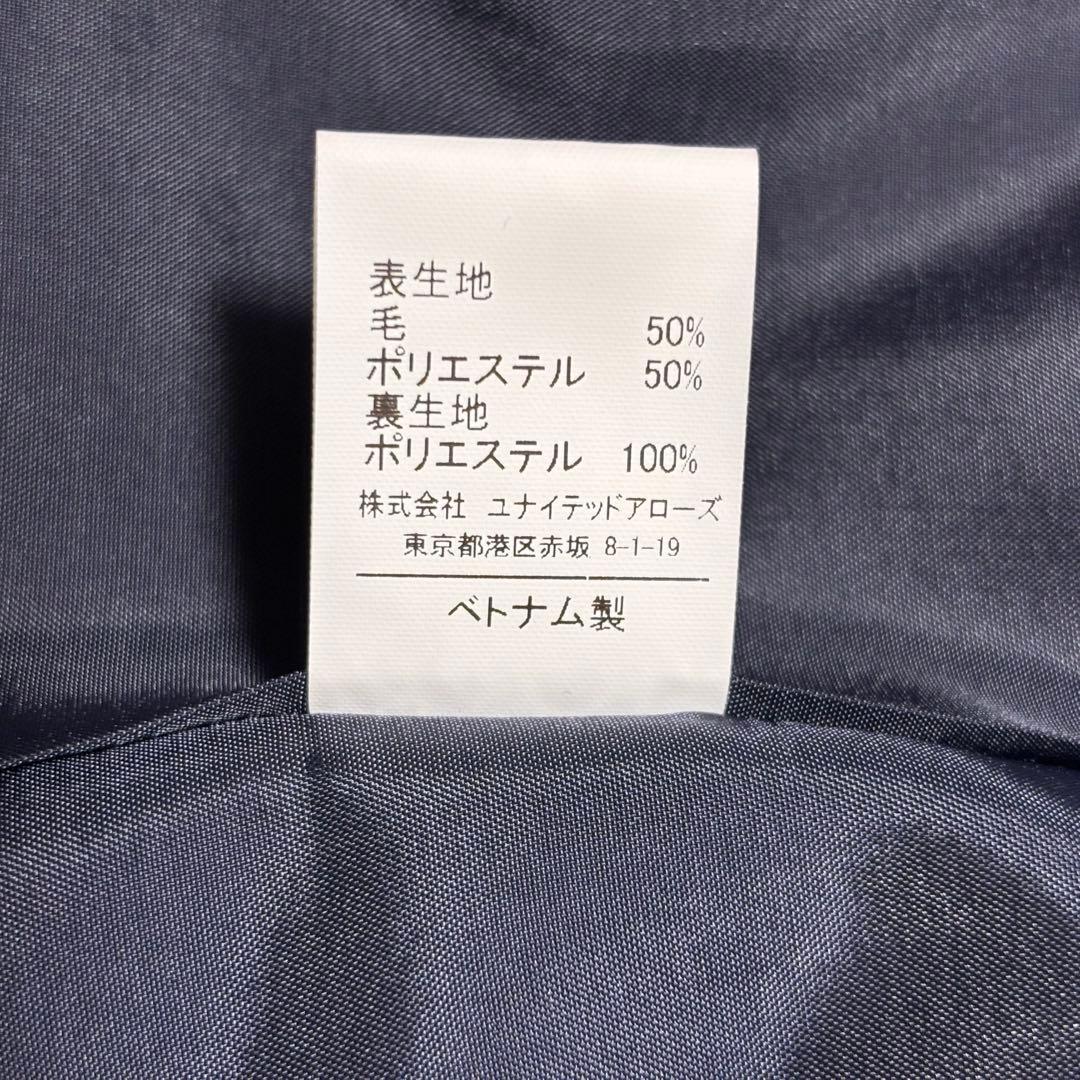 表生地
毛 50%
ポリエステル 50%
裏生地
ポリエステル 100%
株式会社 ユナイテッドアローズ
東京都港区赤坂 8-1-19
ベトナム製